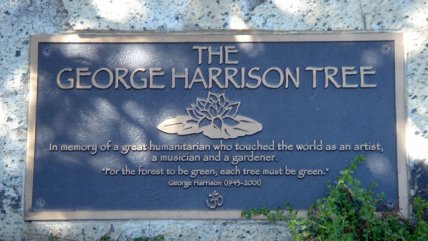 THE
GEORGE HARRISON TREE
In memory of a great humanitarian who touched the world as an artist,
a musician and a gardener.
"For the forest to be green, each tree must be green."
George Harrison (1943-2001)
ॐ